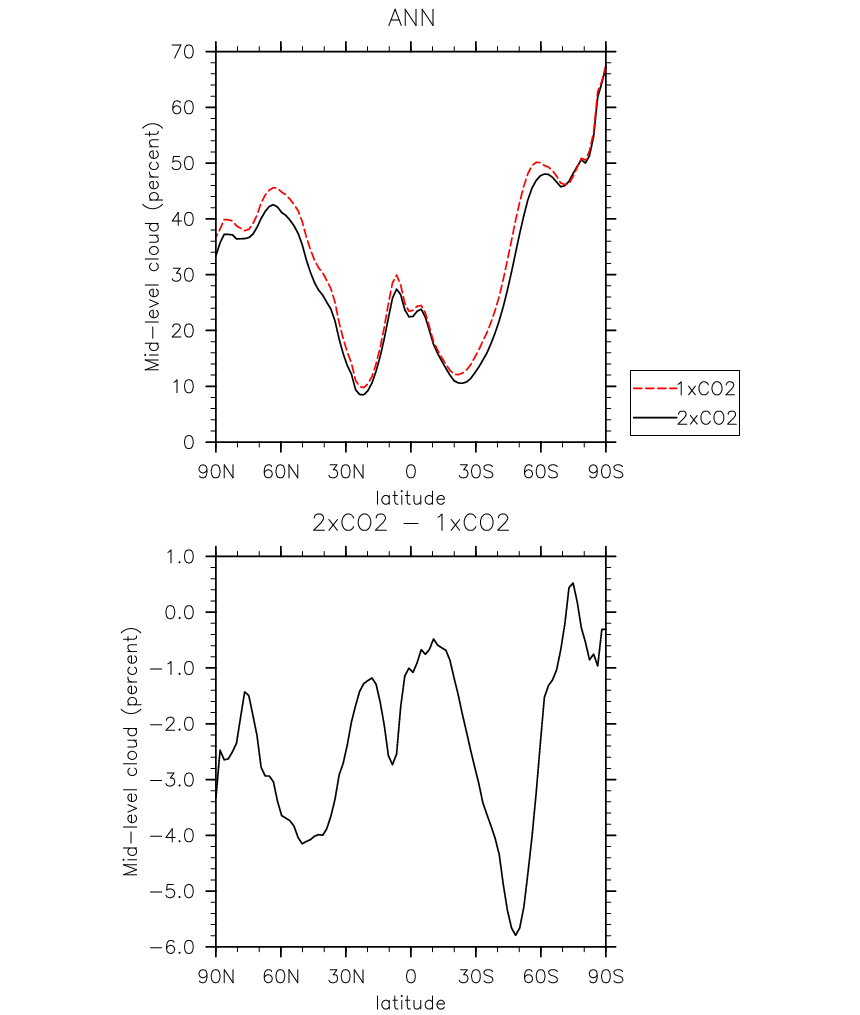 ANN
Mid-level cloud (percent)
70
60
50
40
30
20
10
0
90N 60N 30N 0 30S 60S 90S
latitude
1xCO2
2xCO2
2xCO2 - 1xCO2
Mid-level cloud (percent)
1.0
0.0
-1.0
-2.0
-3.0
-4.0
-5.0
-6.0
90N 60N 30N 0 30S 60S 90S
latitude